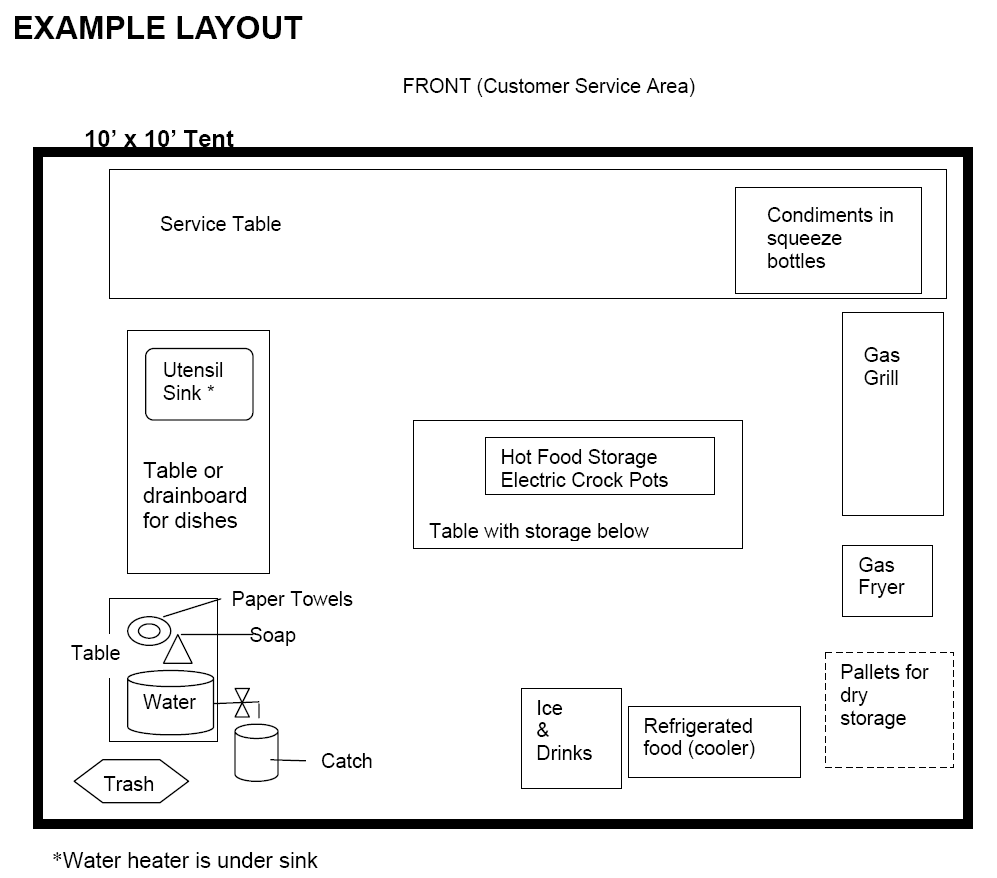 EXAMPLE LAYOUT
FRONT (Customer Service Area)
10’ x 10’ Tent
Service Table
Condiments in
squeeze
bottles
Utensil
Sink *
Table or
drainboard
for dishes
Hot Food Storage
Electric Crock Pots
Table with storage below
Gas
Grill
Gas
Fryer
Paper Towels
Soap
Table
Water
Catch
Trash
Ice
&
Drinks
Refrigerated
food (cooler)
Pallets for
dry
storage
*Water heater is under sink